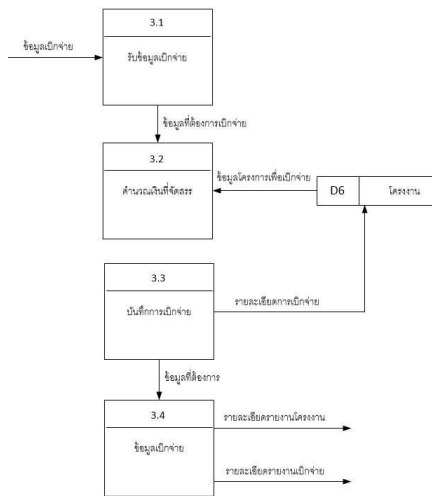 3.1
ข้อมูลเบิกจ่าย
รับข้อมูลเบิกจ่าย
ข้อมูลที่ต้องการเบิกจ่าย
3.2
ข้อมูลโครงการเพื่อเบิกจ่าย
คำนวณเงินที่จัดสรร
D6
โครงงาน
3.3
รายละเอียดการเบิกจ่าย
บันทึกการเบิกจ่าย
ข้อมูลที่ต้องการ
3.4
รายละเอียดรายงานโครงงาน
ข้อมูลเบิกจ่าย
รายละเอียดรายงานเบิกจ่าย